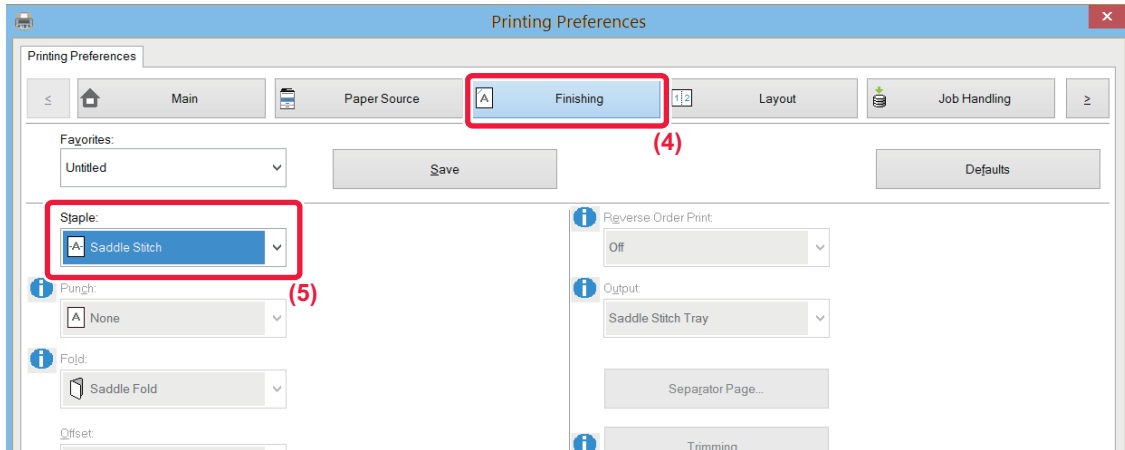 Printing Preferences
Printing Preferences
Main
Paper Source
Finishing
Layout
Job Handling
(4)
Favorites:
Untitled
Save
Defaults
Staple:
Saddle Stitch
(5)
Punch:
None
Fold:
Saddle Fold
Offset:
Reverse Order Print:
Off
Output:
Saddle Stitch Tray
Separator Page...
Trimming